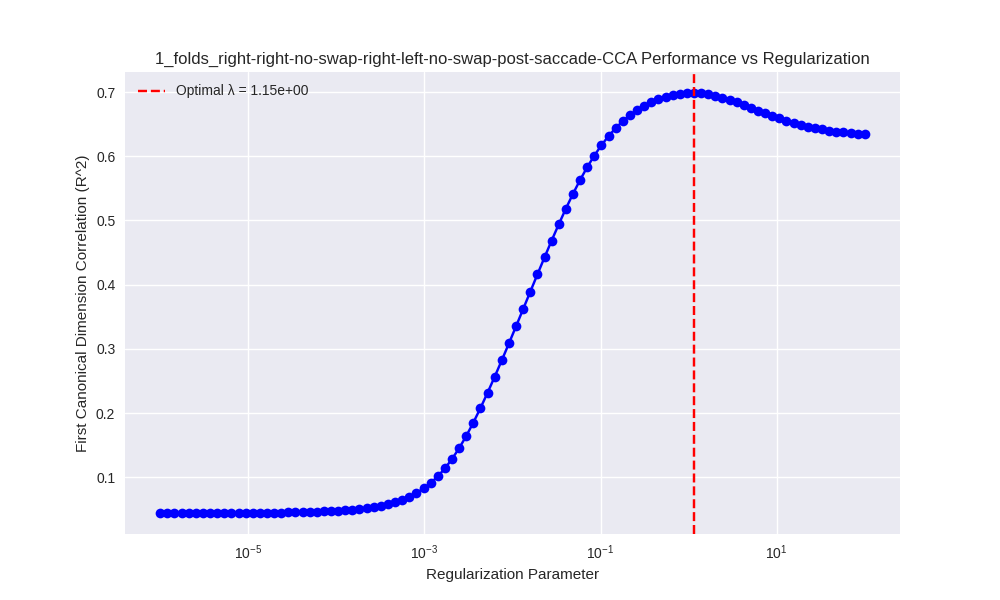 1_folds_right-right-no-swap-right-left-no-swap-post-saccade-CCA Performance vs Regularization
Optimal λ = 1.15e+00
First Canonical Dimension Correlation (R^2)
0.7
0.6
0.5
0.4
0.3
0.2
0.1
10⁻⁵
10⁻³
10⁻¹
10¹
Regularization Parameter